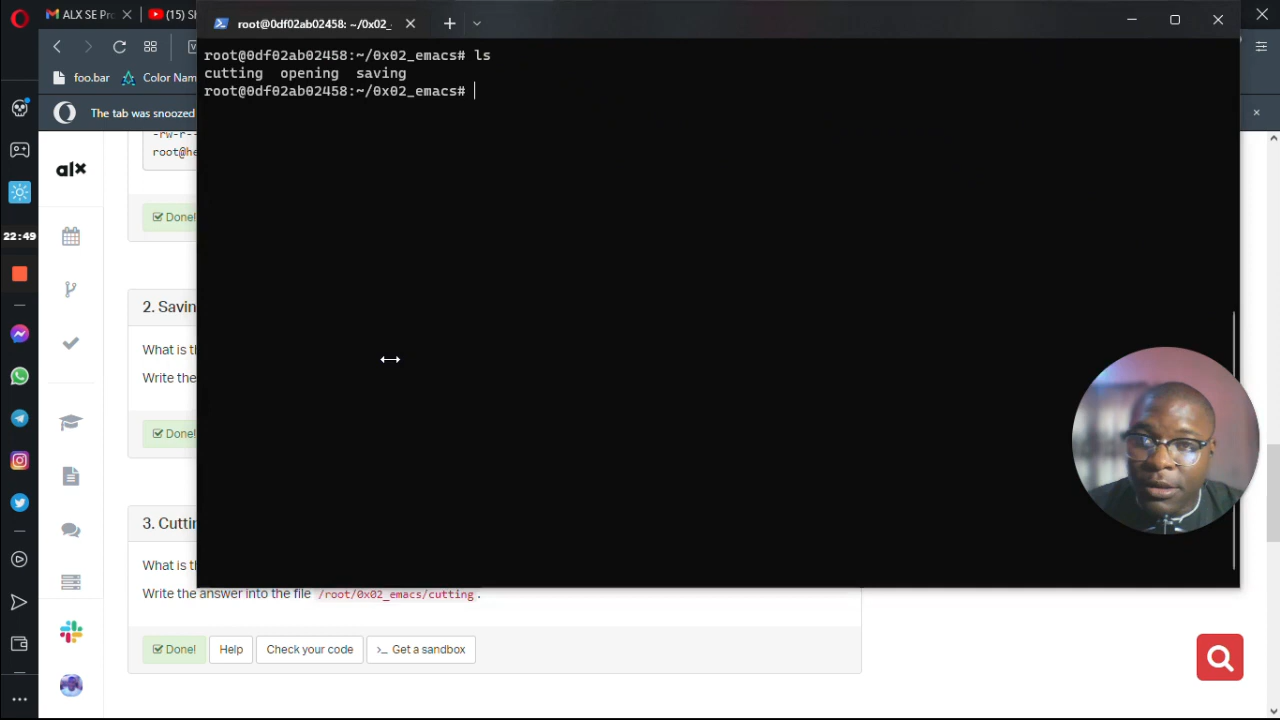 ALX SE Pr
(15) S
root@0df02ab02458: ~/0x02_
foo.bar
Color Nam
The tab was snoozed
root@0df02ab02458:~/0x02_emacs# ls
cutting opening saving
root@0df02ab02458:~/0x02_emacs#
-rw-r--
root@he
alx
Done!
22:49
2. Savin
What is t
Write the
Done!
3. Cuttin
What is t
Write the answer into the file /root/0x02_emacs/cutting.
Done! Help Check your code >_ Get a sandbox